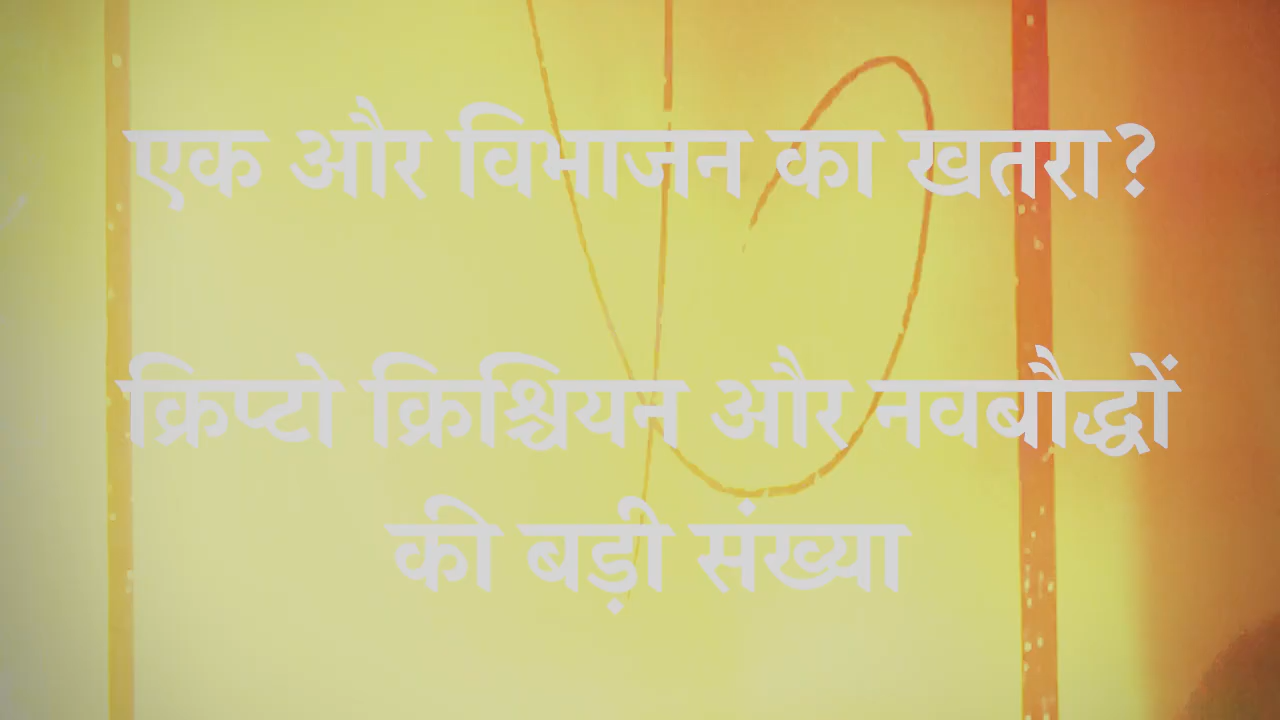 एक और विभाजन का खतरा?
क्रिप्टो क्रिश्चियन और नवबौद्धों
की बड़ी संख्या